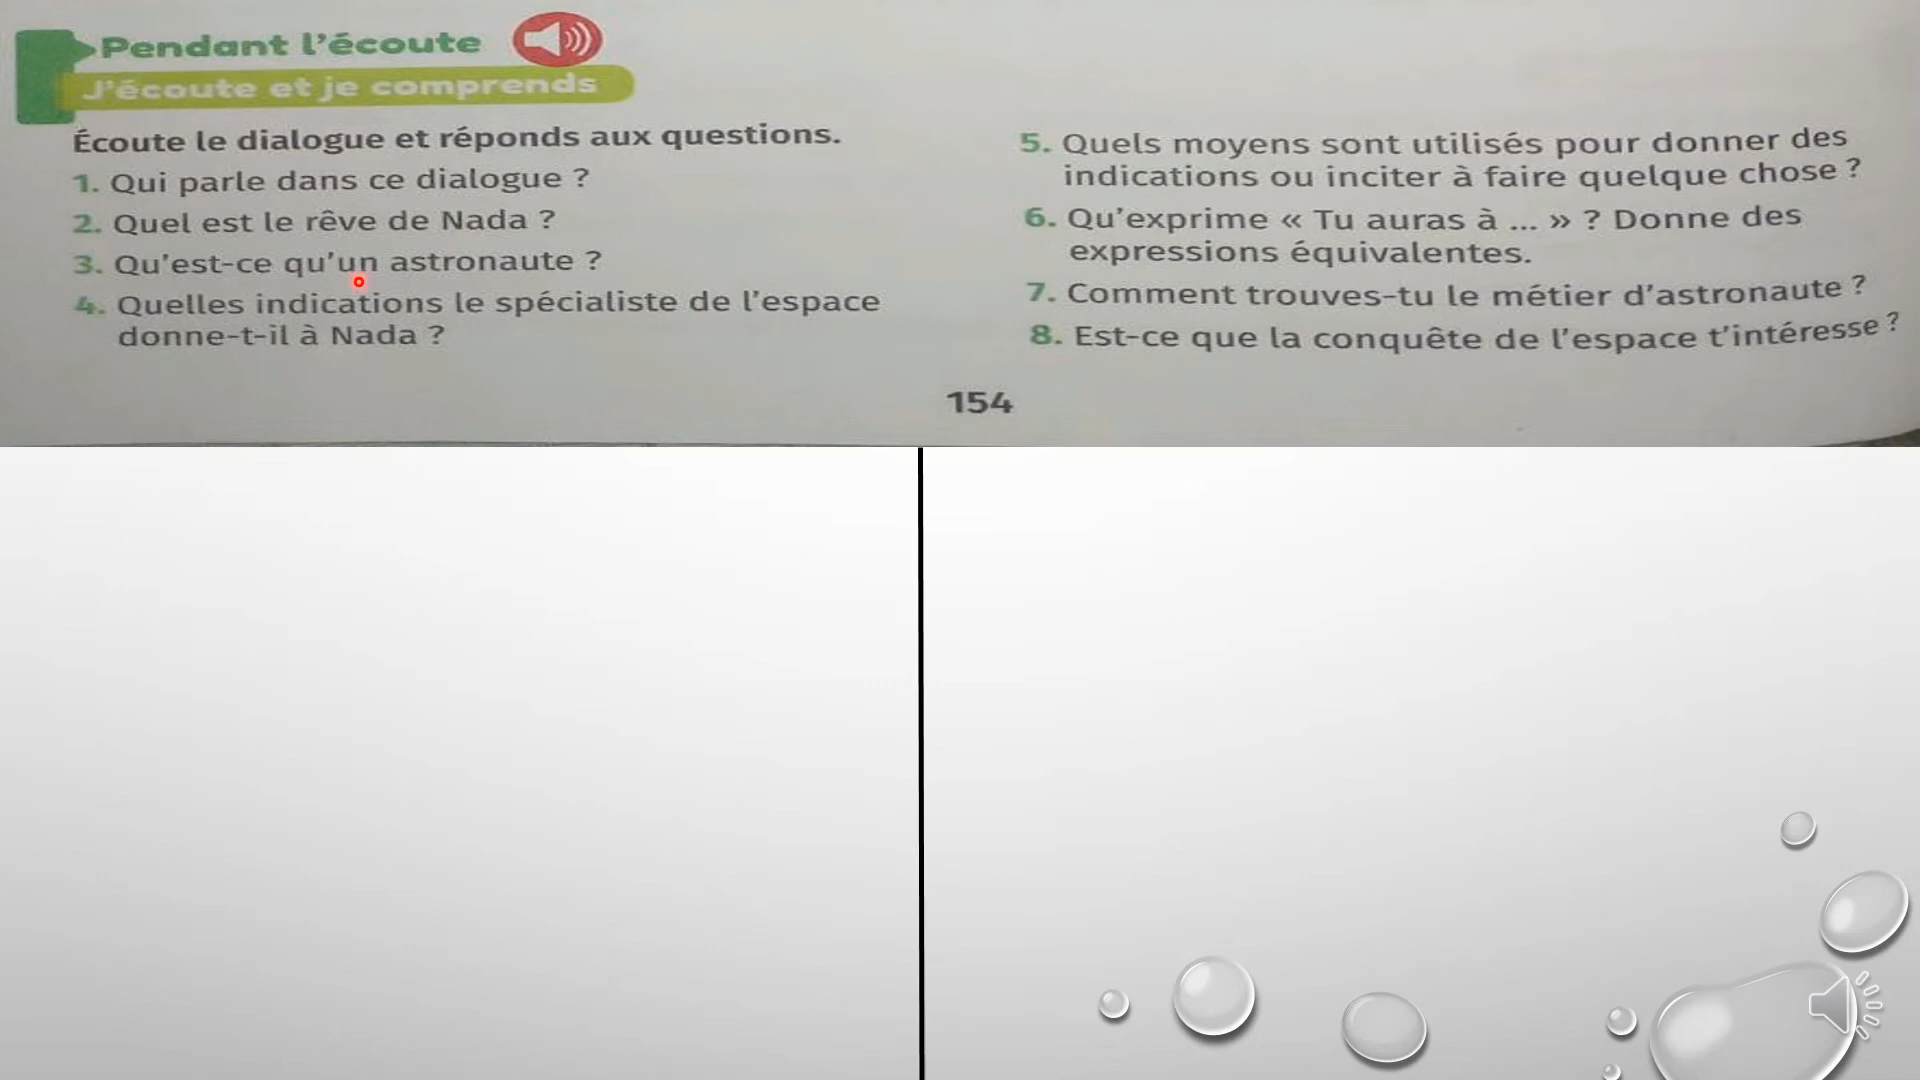 Pendant l'écoute
J'écoute et je comprends
Écoute le dialogue et réponds aux questions.
1. Qui parle dans ce dialogue ?
2. Quel est le rêve de Nada ?
3. Qu'est-ce qu'un astronaute ?
4. Quelles indications le spécialiste de l'espace
donne-t-il à Nada ?
5. Quels moyens sont utilisés pour donner des
indications ou inciter à faire quelque chose ?
6. Qu'exprime « Tu auras à ... » ? Donne des
expressions équivalentes.
7. Comment trouves-tu le métier d'astronaute ?
8. Est-ce que la conquête de l'espace t'intéresse ?
154